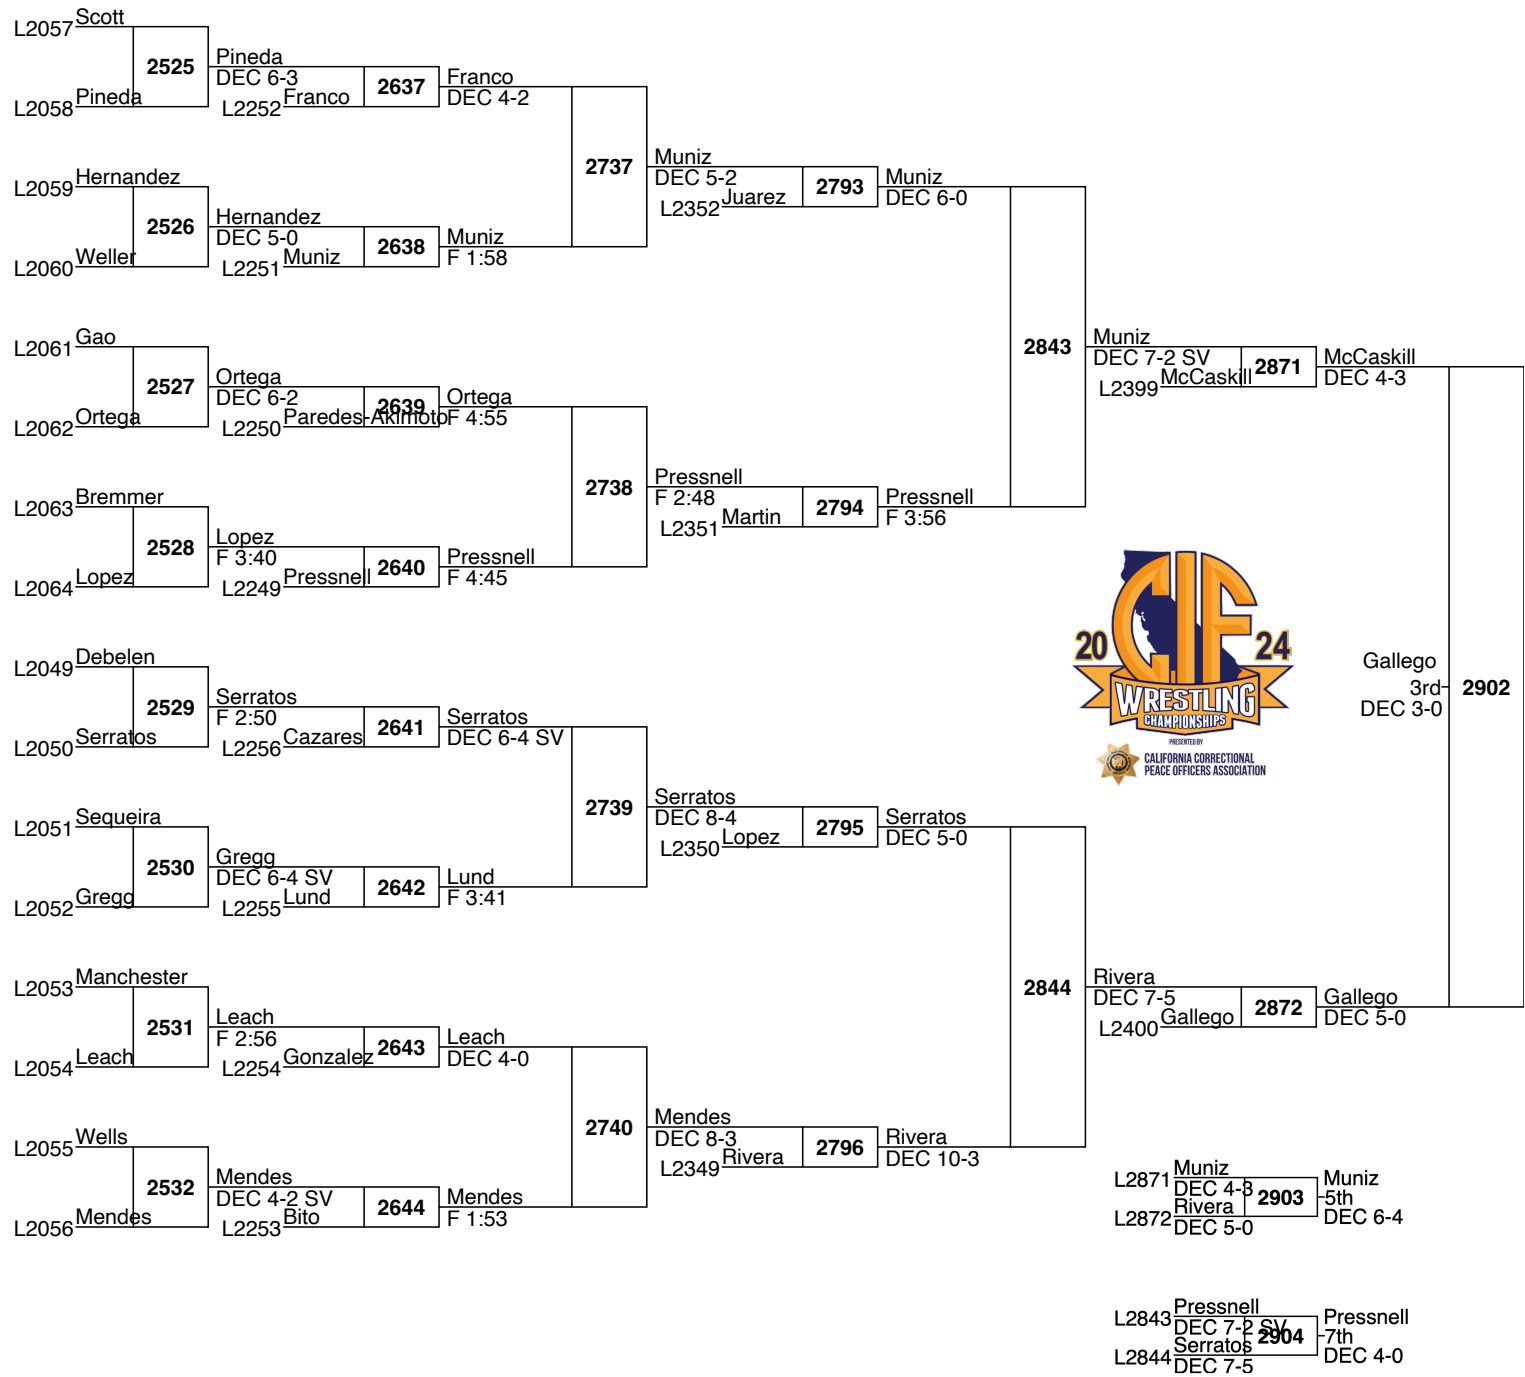 Scott
L2057
2525
Pineda
DEC 6-3
Pineda
L2058
L2252
Franco
2637
Franco
DEC 4-2
Hernandez
L2059
2526
Hernandez
DEC 5-0
Weller
L2060
L2251
Muniz
2638
Muniz
F 1:58
2737
Muniz
DEC 5-2
L2352
Juarez
2793
Muniz
DEC 6-0
Gao
L2061
2527
Ortega
DEC 6-2
Ortega
L2062
L2250
Paredes-Akimoto
2639
Ortega
F 4:55
Bremmer
L2063
2528
Lopez
F 3:40
Lopez
L2064
L2249
Pressnell
2640
Pressnell
F 4:45
2738
Pressnell
F 2:48
L2351
Martin
2794
Pressnell
F 3:56
2843
Muniz
DEC 7-2 SV
L2399
McCaskill
2871
McCaskill
DEC 4-3
Debelen
L2049
2529
Serratos
F 2:50
Serratos
L2050
L2256
Cazares
2641
Serratos
DEC 6-4 SV
Sequeira
L2051
2530
Gregg
DEC 6-4 SV
Gregg
L2052
L2255
Lund
2642
Lund
F 3:41
2739
Serratos
DEC 8-4
L2350
Lopez
2795
Serratos
DEC 5-0
Manchester
L2053
2531
Leach
F 2:56
Leach
L2054
L2254
Gonzalez
2643
Leach
DEC 4-0
Wells
L2055
2532
Mendes
DEC 4-2 SV
Mendes
L2056
L2253
Bito
2644
Mendes
F 1:53
2740
Mendes
DEC 8-3
L2349
Rivera
2796
Rivera
DEC 10-3
2844
Rivera
DEC 7-5
L2400
Gallego
2872
Gallego
DEC 5-0
20 CIF 24
WRESTLING
CHAMPIONSHIPS
PRESENTED BY
CALIFORNIA CORRECTIONAL
PEACE OFFICERS ASSOCIATION
Gallego
3rd
DEC 3-0
2902
L2871
Muniz
DEC 4-3
L2872
Rivera
DEC 5-0
2903
Muniz
5th
DEC 6-4
L2843
Pressnell
DEC 7-2 SV
L2844
Serratos
DEC 7-5
2904
Pressnell
7th
DEC 4-0